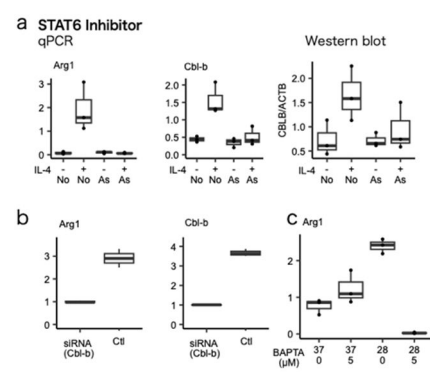 a STAT6 Inhibitor
qPCR
Western blot
Arg1
3
2
1
0
IL-4 - + - +
No No As As
Cbl-b
2.0
1.5
1.0
0.5
0.0
- + - +
No No As As
CBLB/ACTB
2.0
1.5
1.0
0.5
IL-4 - + - +
No No As As
b
Arg1
3
2
1
0
siRNA
(Cbl-b)
Ctl
Cbl-b
4
3
2
1
0
siRNA
(Cbl-b)
Ctl
c
Arg1
2
1
0
37 37 28 28
BAPTA 0 5 0 5
(μM)